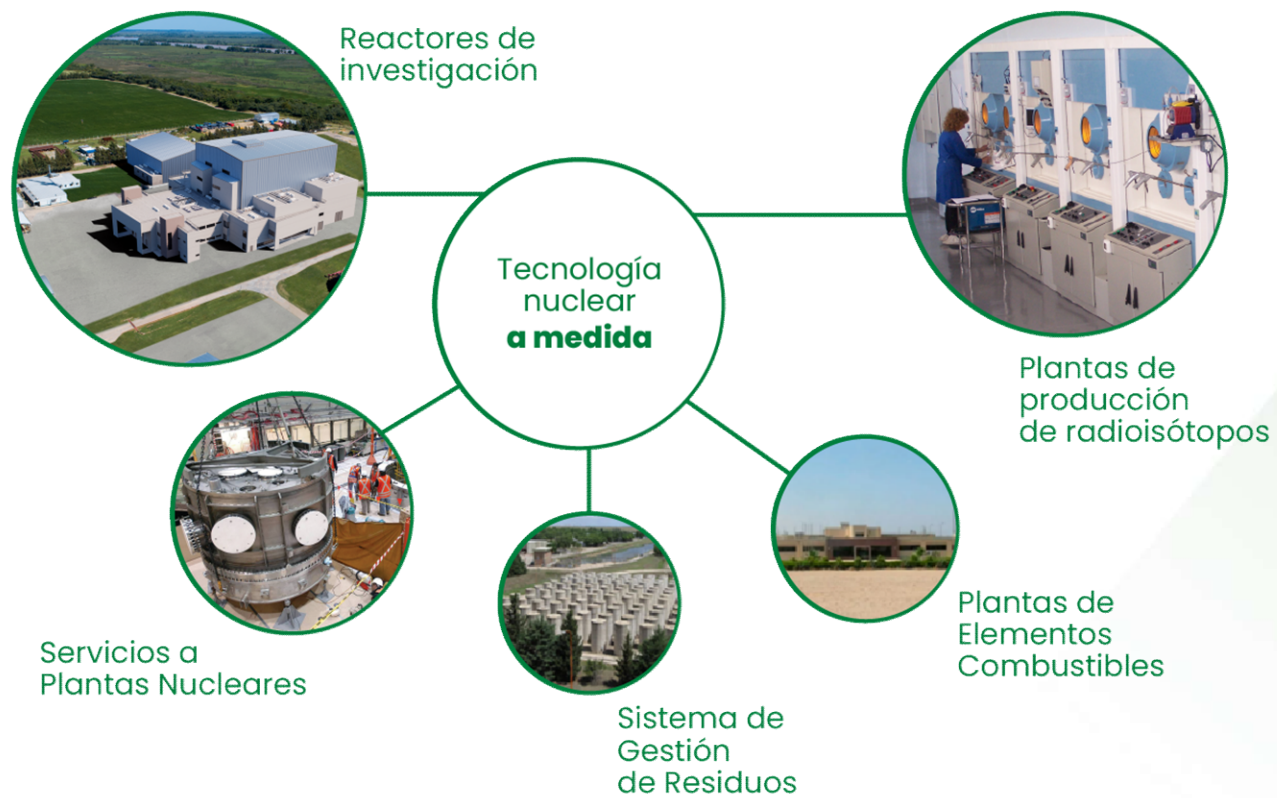 Reactores de
investigación
Tecnología
nuclear
a medida
Plantas de
producción
de radioisótopos
Servicios a
Plantas Nucleares
Sistema de
Gestión
de Residuos
Plantas de
Elementos
Combustibles